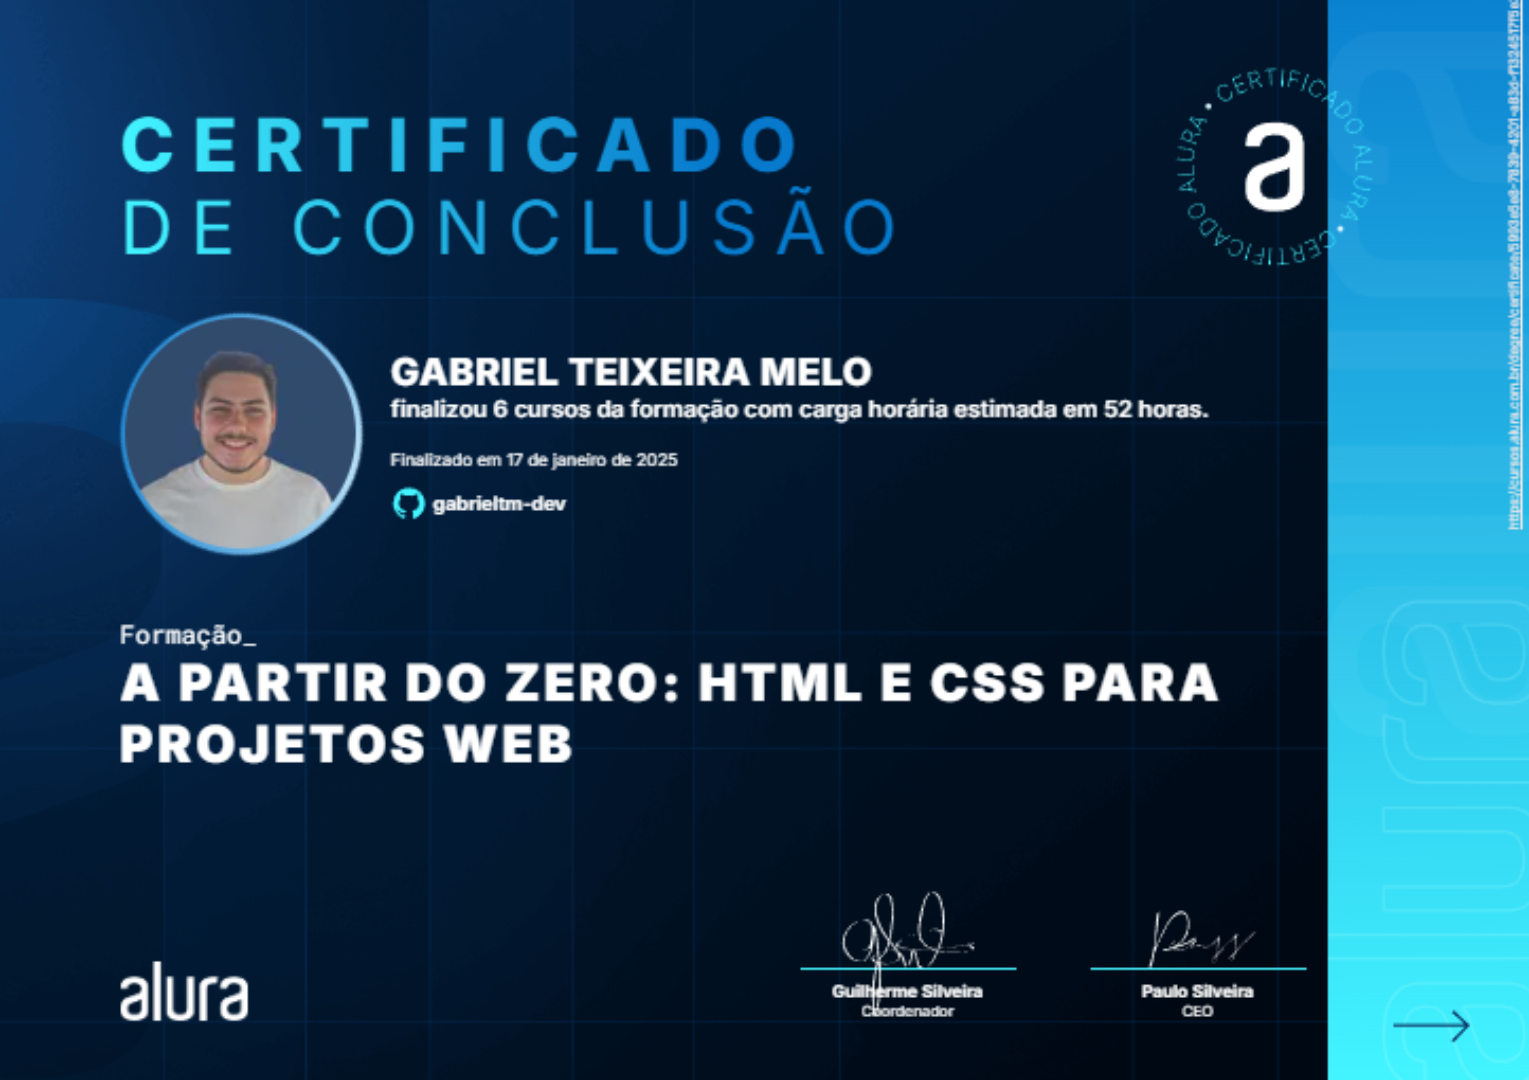 CERTIFICADO
DE CONCLUSÃO
CERTIFICADO ALURA • CERTIFICADO ALURA •
a
GABRIEL TEIXEIRA MELO
finalizou 6 cursos da formação com carga horária estimada em 52 horas.
Finalizado em 17 de janeiro de 2025
gabrieltm-dev
Formação_
A PARTIR DO ZERO: HTML E CSS PARA
PROJETOS WEB
alura
Guilherme Silveira
Coordenador
Paulo Silveira
CEO
alura